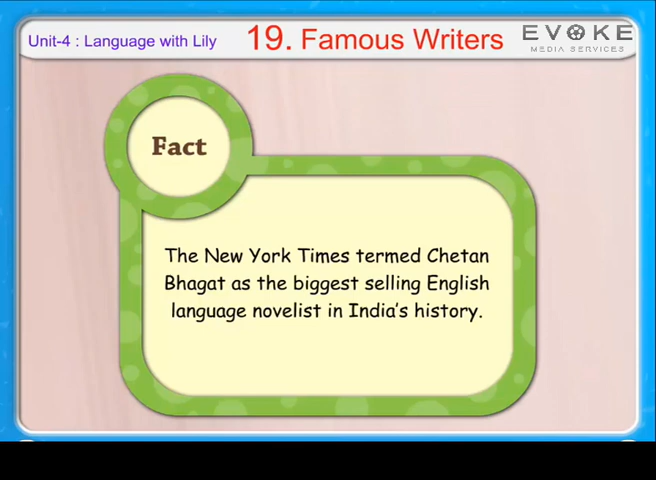 Unit-4 : Language with Lily
19. Famous Writers
EVOKE
MEDIA SERVICES
Fact
The New York Times termed Chetan
Bhagat as the biggest selling English
language novelist in India's history.